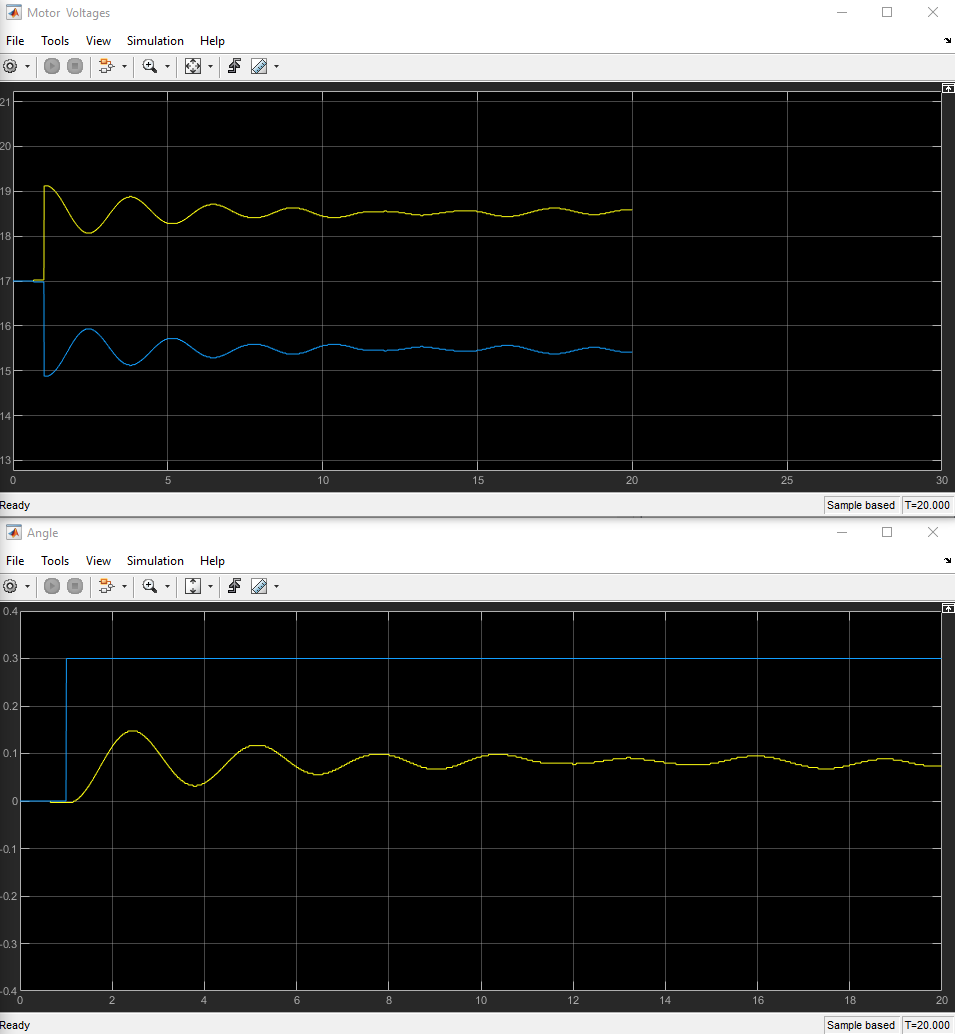 Motor Voltages
File Tools View Simulation Help
21
20
19
18
17
16
15
14
13
0 5 10 15 20 25 30
Ready Sample based T=20.000
Angle
File Tools View Simulation Help
0.4
0.3
0.2
0.1
0
-0.1
-0.2
-0.3
-0.4
0 2 4 6 8 10 12 14 16 18 20
Ready Sample based T=20.000